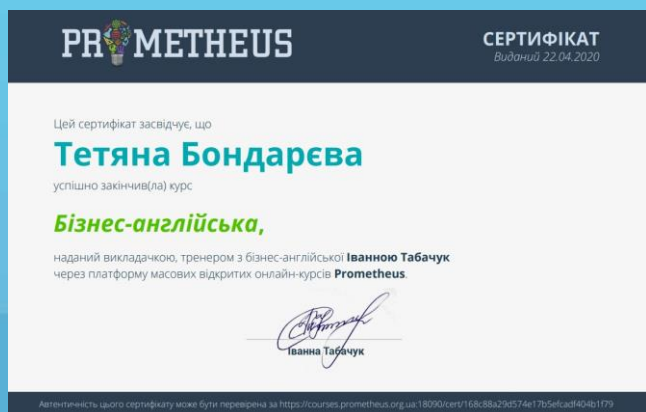 PROMETHEUS
СЕРТИФІКАТ
Виданий 22.04.2020
Цей сертифікат засвідчує, що
Тетяна Бондарєва
успішно закінчив(ла) курс
Бізнес-англійська,
наданий викладачкою, тренером з бізнес-англійської Іванною Табачук
через платформу масових відкритих онлайн-курсів Prometheus.
Іванна Табачук
Автентичність цього сертифікату може бути перевірена за https://courses.prometheus.org.ua:18090/cert/168c88a29d574e17b5efcadf404b1f79